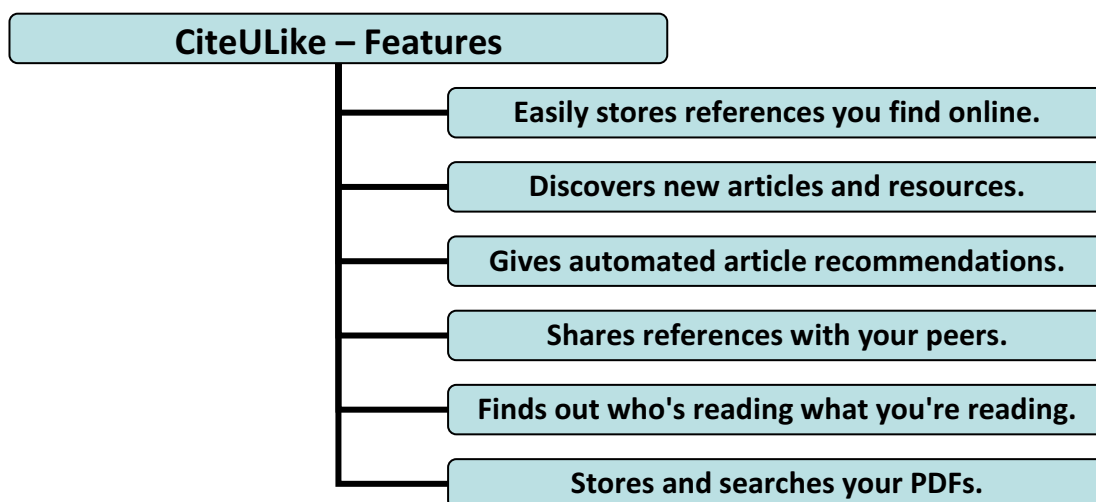 CiteULike – Features
Easily stores references you find online.
Discovers new articles and resources.
Gives automated article recommendations.
Shares references with your peers.
Finds out who's reading what you're reading.
Stores and searches your PDFs.